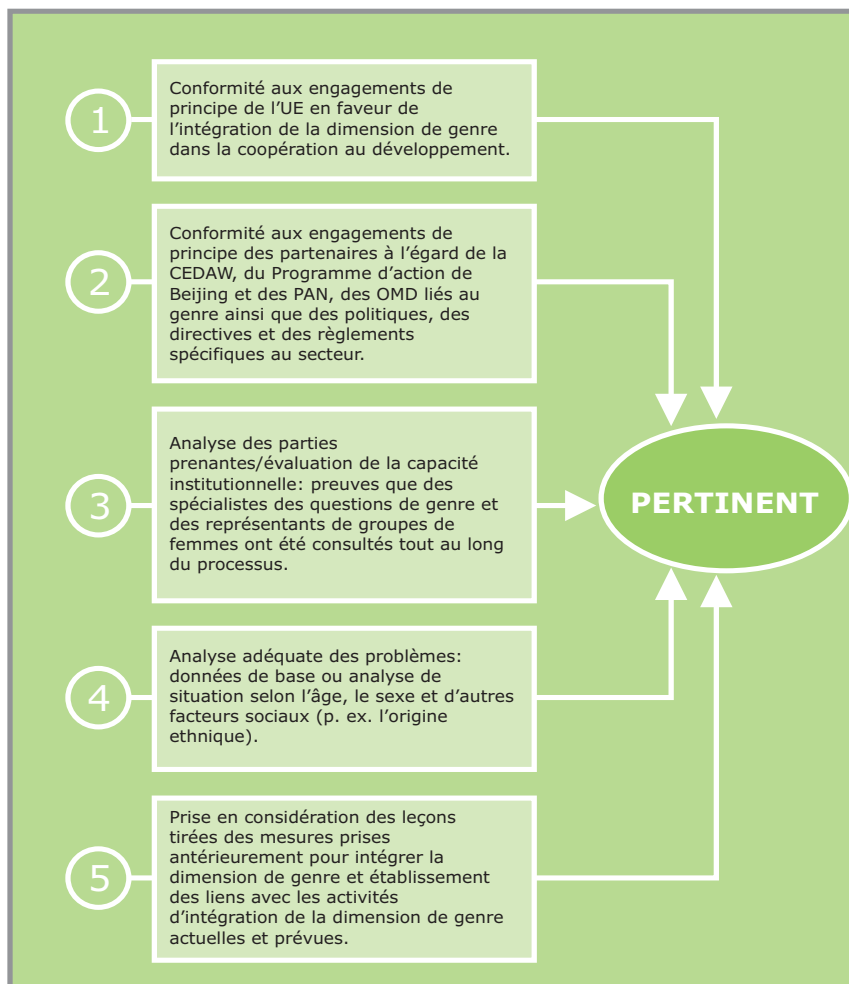 1
Conformité aux engagements de
principe de l’UE en faveur de
l’intégration de la dimension de genre
dans la coopération au développement.
2
Conformité aux engagements de
principe des partenaires à l’égard de la
CEDAW, du Programme d’action de
Beijing et des PAN, des OMD liés au
genre ainsi que des politiques, des
directives et des règlements
spécifiques au secteur.
3
Analyse des parties
prenantes/évaluation de la capacité
institutionnelle: preuves que des
spécialistes des questions de genre et
des représentants de groupes de
femmes ont été consultés tout au long
du processus.
PERTINENT
4
Analyse adéquate des problèmes:
données de base ou analyse de
situation selon l’âge, le sexe et d’autres
facteurs sociaux (p. ex. l’origine
ethnique).
5
Prise en considération des leçons
tirées des mesures prises
antérieurement pour intégrer la
dimension de genre et établissement
des liens avec les activités
d’intégration de la dimension de genre
actuelles et prévues.